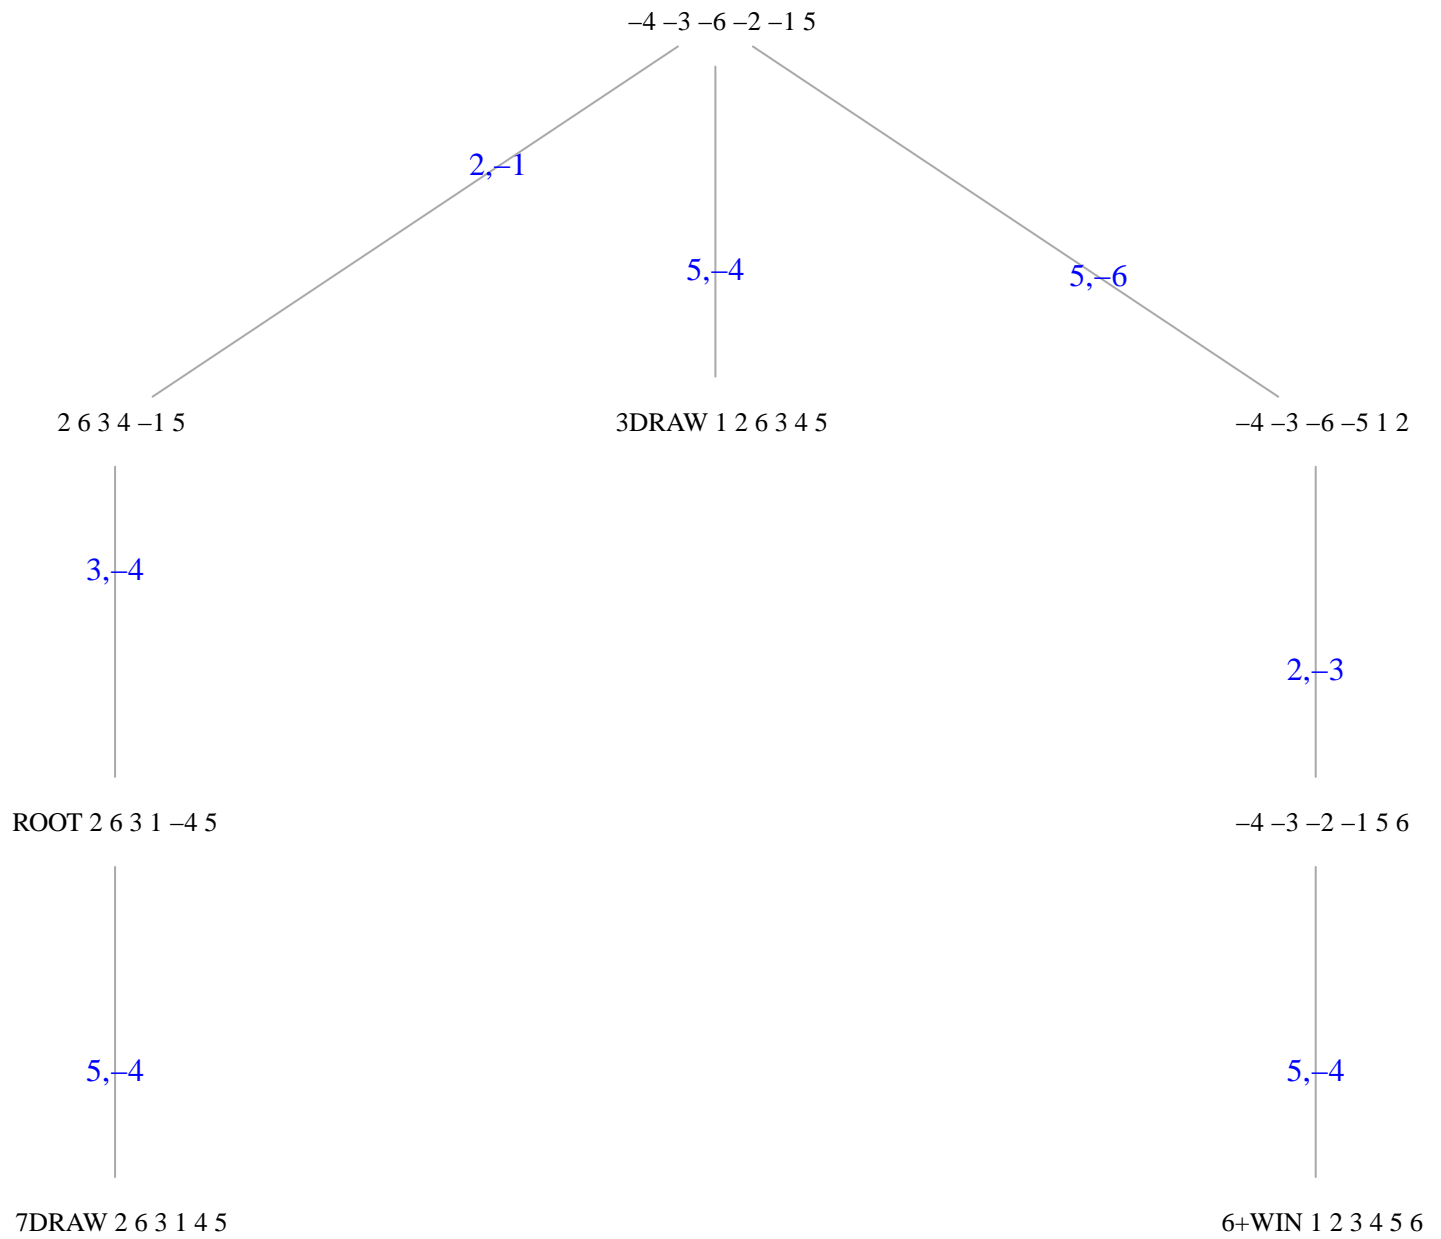 –4 –3 –6 –2 –1 5
2,–1
5,–4
5,–6
2 6 3 4 –1 5
3DRAW 1 2 6 3 4 5
–4 –3 –6 –5 1 2
3,–4
2,–3
ROOT 2 6 3 1 –4 5
–4 –3 –2 –1 5 6
5,–4
5,–4
7DRAW 2 6 3 1 4 5
6+WIN 1 2 3 4 5 6